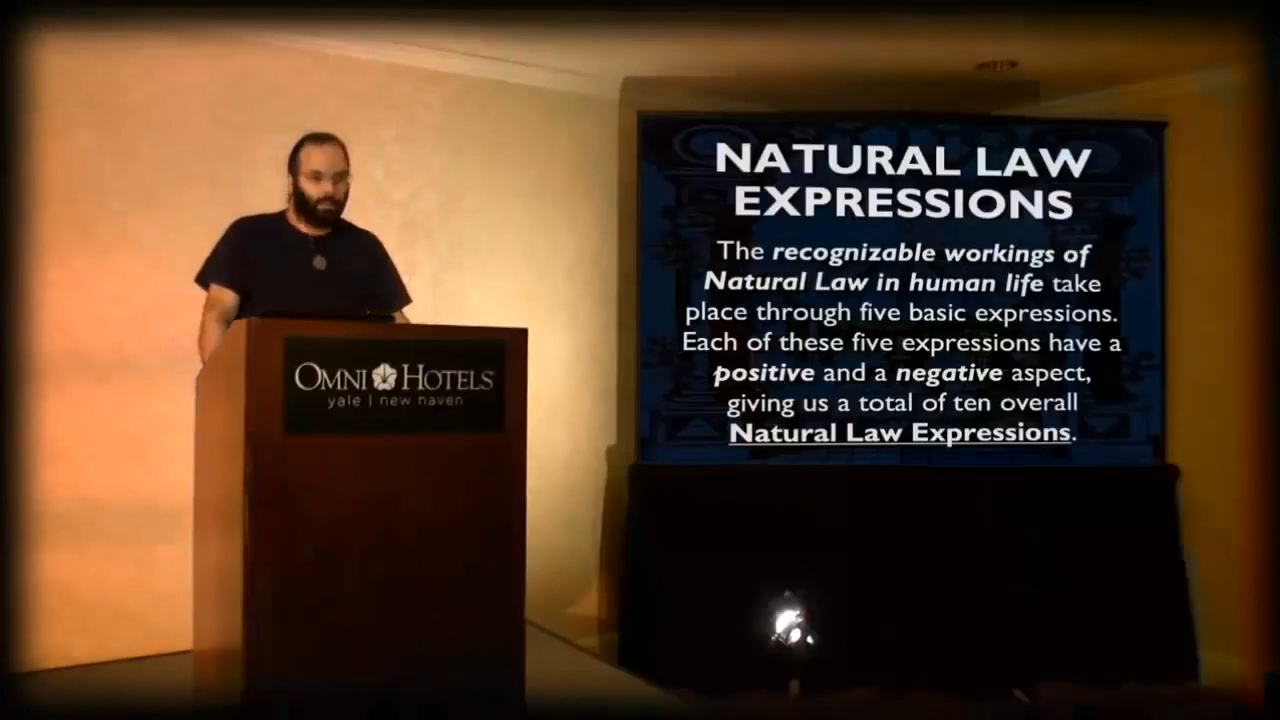 OMNI HOTELS
yale | new haven
NATURAL LAW
EXPRESSIONS
The recognizable workings of
Natural Law in human life take
place through five basic expressions.
Each of these five expressions have a
positive and a negative aspect,
giving us a total of ten overall
Natural Law Expressions.